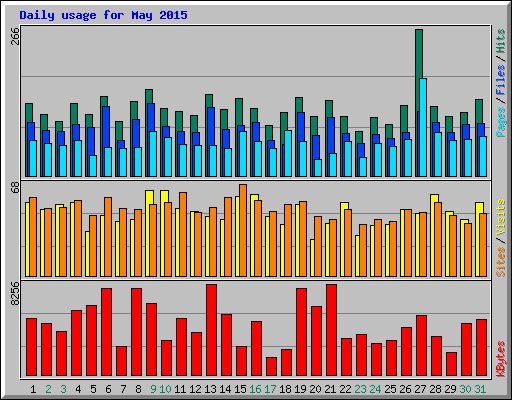 Daily usage for May 2015
266
Pages / Files / Hits
68
Sites / Visits
8256
KBytes
1 2 3 4 5 6 7 8 9 10 11 12 13 14 15 16 17 18 19 20 21 22 23 24 25 26 27 28 29 30 31